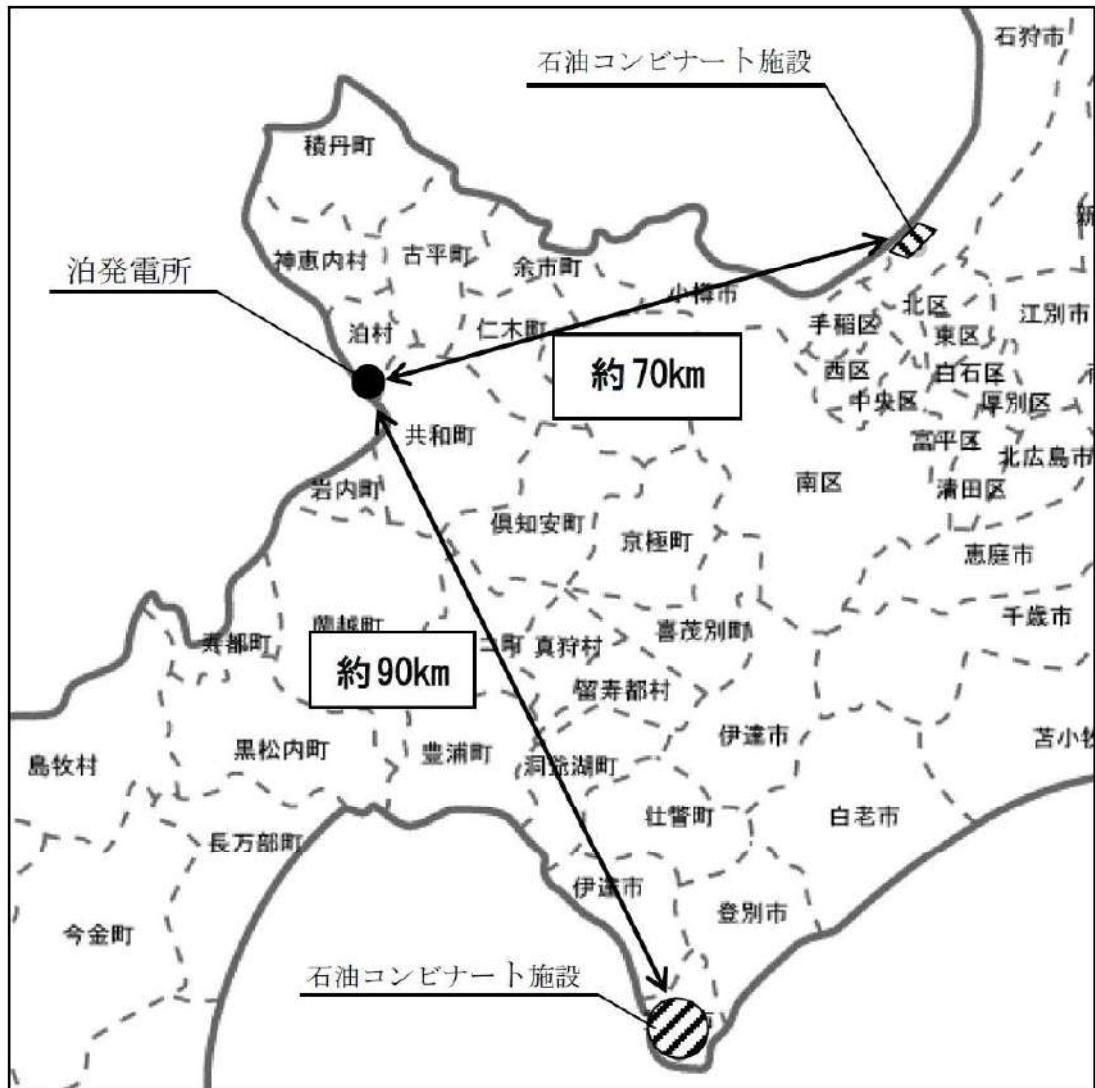 石狩市
石油コンビナート施設
積丹町
新
神恵内村
古平町
余市町
泊発電所
小樽市
北区
江別市
泊村
仁木町
手稲区
東区
約70km
西区
白石区
中央区
厚別区
共和町
富平区
北広島市
岩内町
南区
清田区
倶知安町
京極町
恵庭市
千歳市
寿都町
蘭越町
コ町
真狩村
喜茂別町
約90km
留寿都村
伊達市
苫小牧
島牧村
黒松内町
豊浦町
洞爺湖町
壮瞥町
白老市
長万部町
伊達市
登別市
今金町
石油コンビナート施設